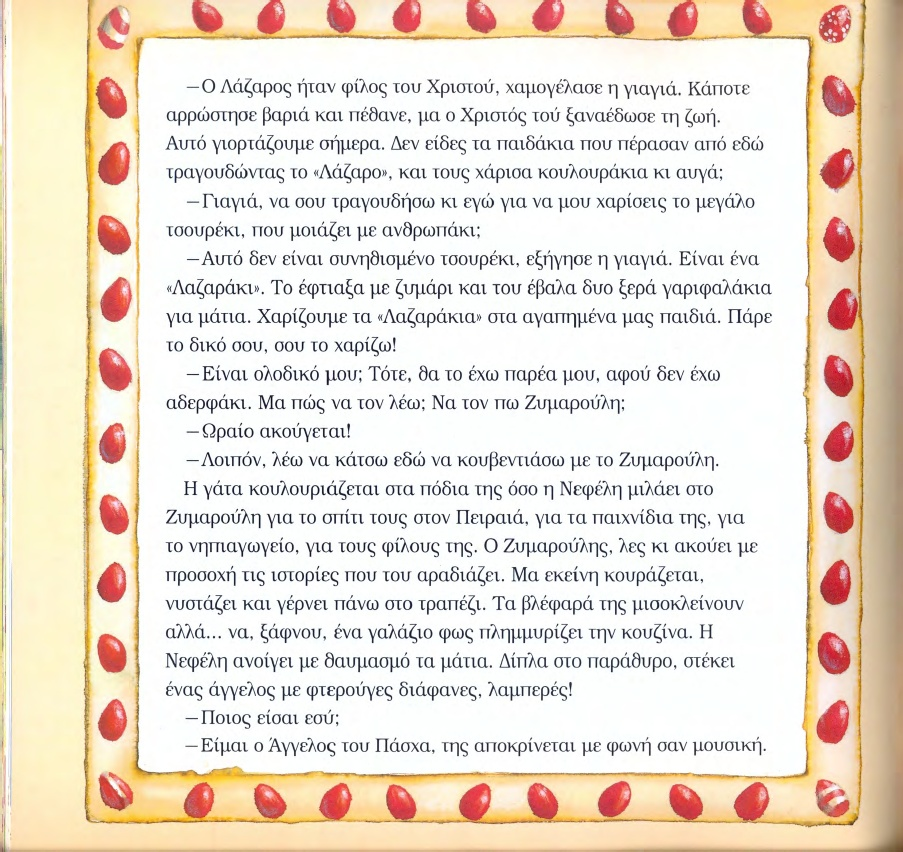 —Ο Λάζαρος ήταν φίλος του Χριστού, χαμογέλασε η γιαγιά. Κάποτε
αρρώστησε βαριά και πέθανε, μα ο Χριστός τού ξαναέδωσε τη ζωή.
Αυτό γιορτάζουμε σήμερα. Δεν είδες τα παιδάκια που πέρασαν από εδώ
τραγουδώντας το «Λάζαρο», και τους χάρισα κουλουράκια κι αυγά;
—Γιαγιά, να σου τραγουδήσω κι εγώ για να μου χαρίσεις το μεγάλο
τσουρέκι, που μοιάζει με ανθρωπάκι;
—Αυτό δεν είναι συνηθισμένο τσουρέκι, εξήγησε η γιαγιά. Είναι ένα
«Λαζαράκι». Το έφτιαξα με ζυμάρι και του έβαλα δυο ξερά γαριφαλάκια
για μάτια. Χαρίζουμε τα «Λαζαράκια» στα αγαπημένα μας παιδιά. Πάρε
το δικό σου, σου το χαρίζω!
—Είναι ολοδικό μου; Τότε, θα το έχω παρέα μου, αφού δεν έχω
αδερφάκι. Μα πώς να τον λέω; Να τον πω Ζυμαρούλη;
—Ωραίο ακούγεται!
—Λοιπόν, λέω να κάτσω εδώ να κουβεντιάσω με το Ζυμαρούλη.
Η γάτα κουλουριάζεται στα πόδια της όσο η Νεφέλη μιλάει στο
Ζυμαρούλη για το σπίτι τους στον Πειραιά, για τα παιχνίδια της, για
το νηπιαγωγείο, για τους φίλους της. Ο Ζυμαρούλης, λες κι ακούει με
προσοχή τις ιστορίες που του αραδιάζει. Μα εκείνη κουράζεται,
νυστάζει και γέρνει πάνω στο τραπέζι. Τα βλέφαρά της μισοκλείνουν
αλλά... να, ξάφνου, ένα γαλάζιο φως πλημμυρίζει την κουζίνα. Η
Νεφέλη ανοίγει με θαυμασμό τα μάτια. Δίπλα στο παράθυρο, στέκει
ένας άγγελος με φτερούγες διάφανες, λαμπερές!
—Ποιος είσαι εσύ;
—Είμαι ο Άγγελος του Πάσχα, της αποκρίνεται με φωνή σαν μουσική.